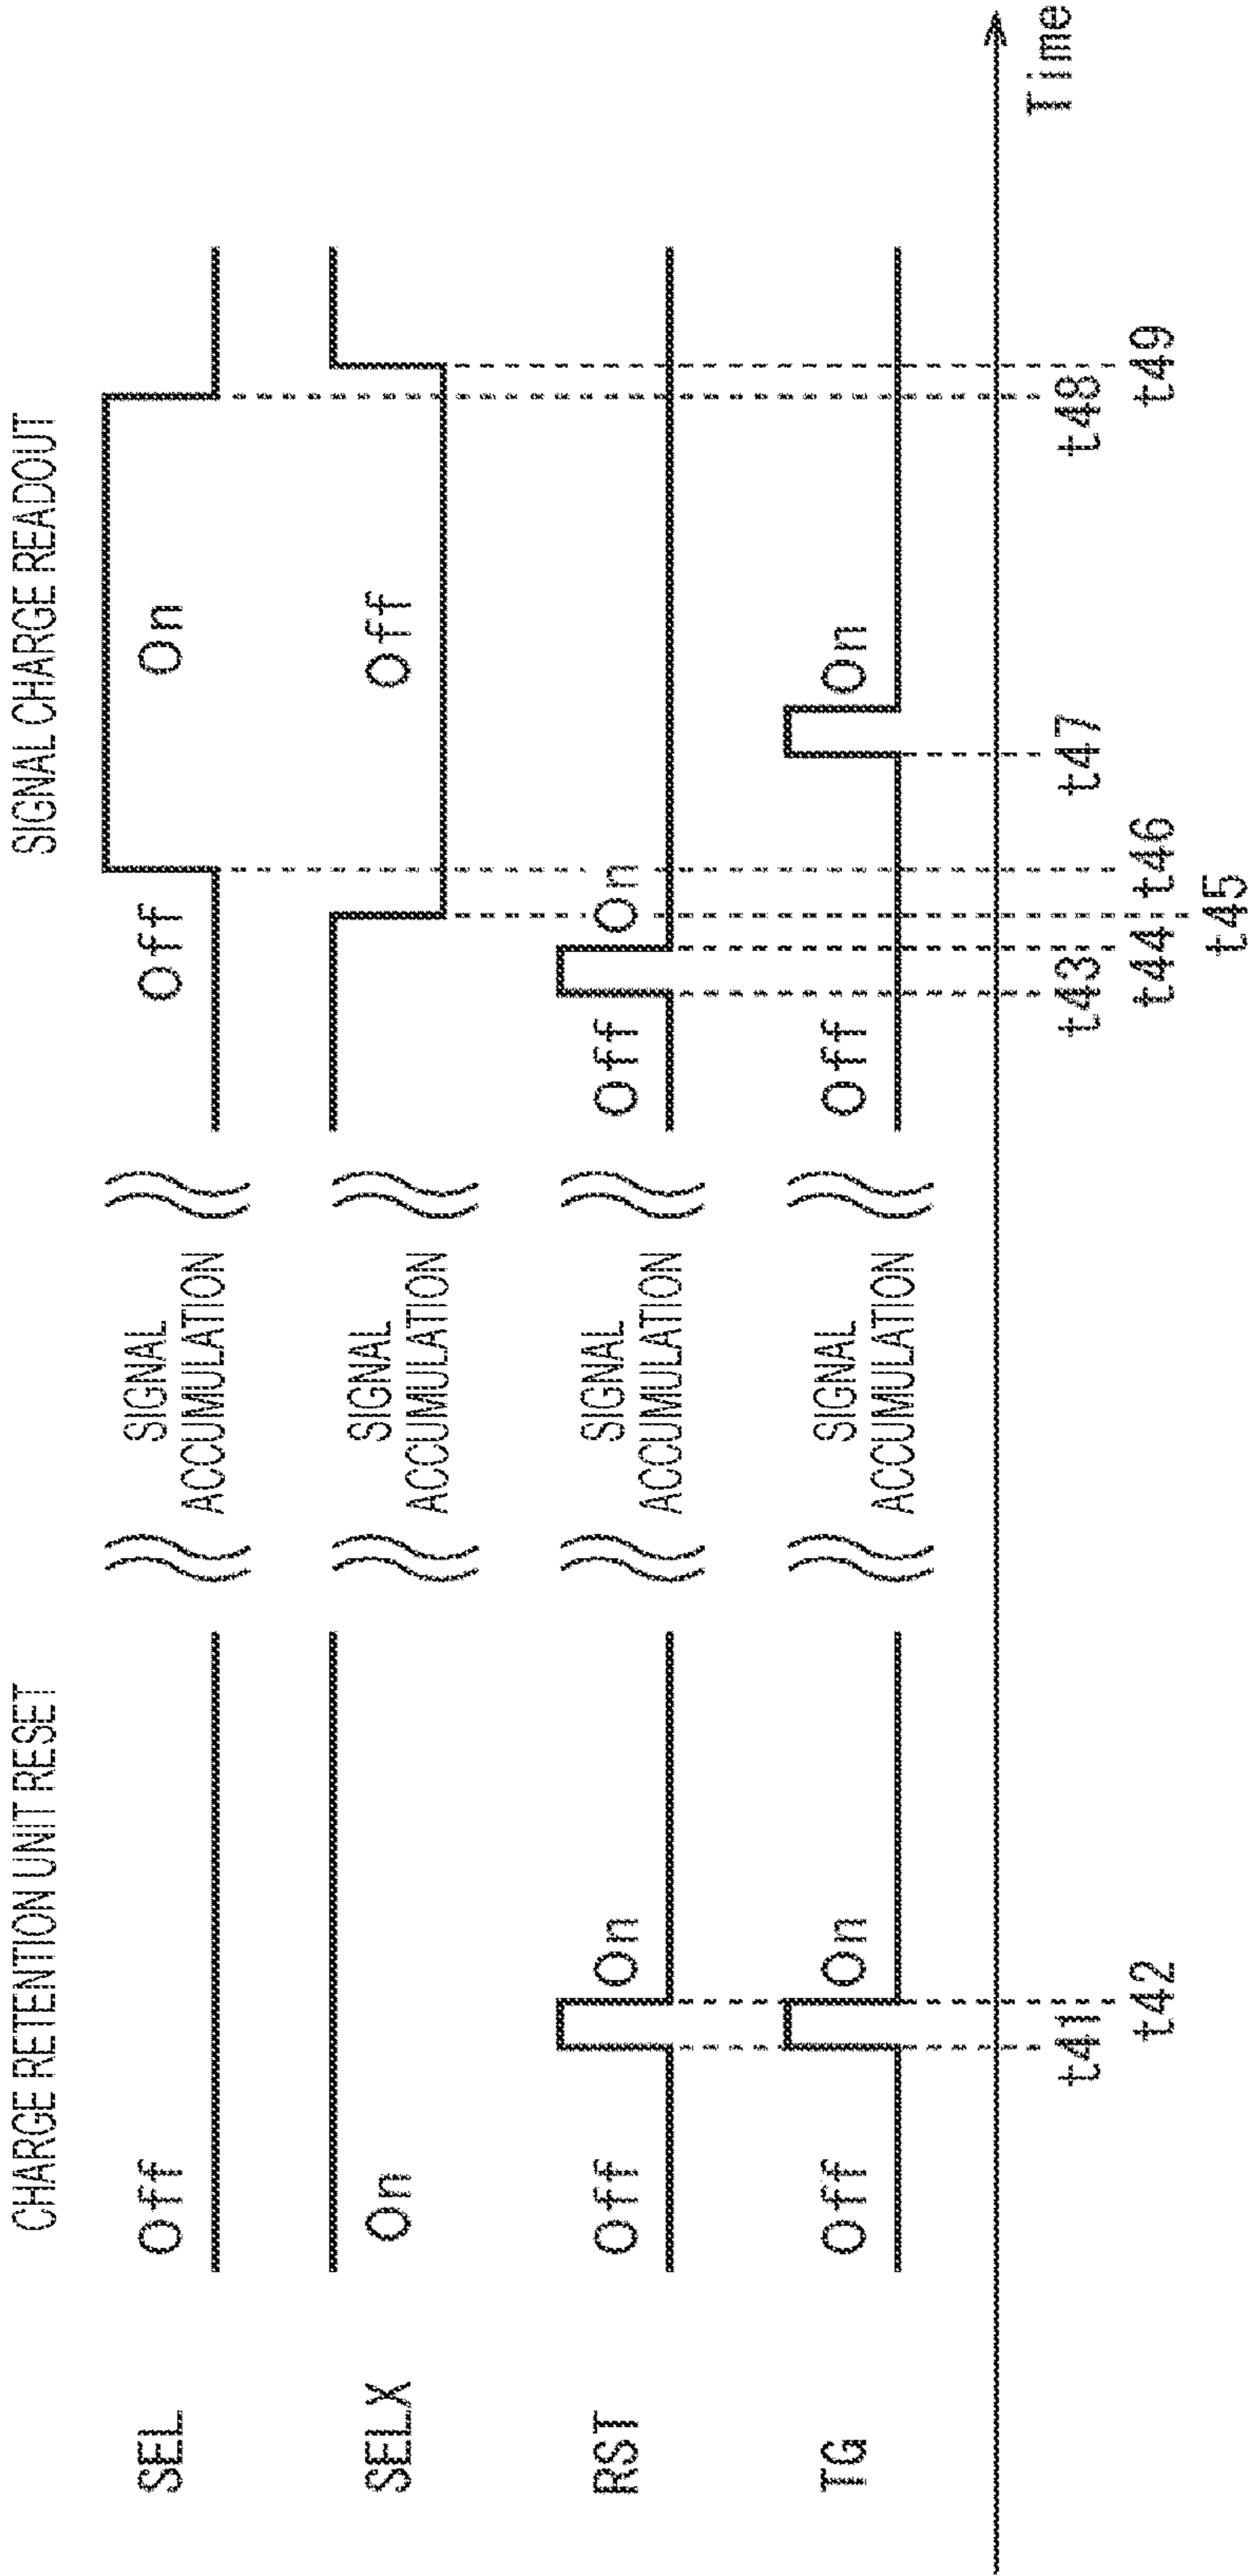 CHARGE RETENTION UNIT RESET
SIGNAL CHARGE READOUT
SEL
Off
SIGNAL
ACCUMULATION
Off
On
SELX
On
SIGNAL
ACCUMULATION
Off
RST
Off
On
SIGNAL
ACCUMULATION
Off
On
TG
Off
On
SIGNAL
ACCUMULATION
Off
On
t41
t42
t43
t44
t45
t46
t47
t48
t49
Time